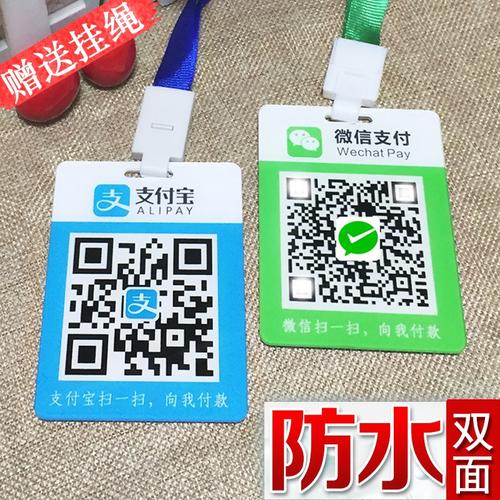 赠送挂绳
支付宝
ALIPAY
支付宝扫一扫，向我付款
微信支付
Wechat Pay
微信扫一扫，向我付款
防水
双面